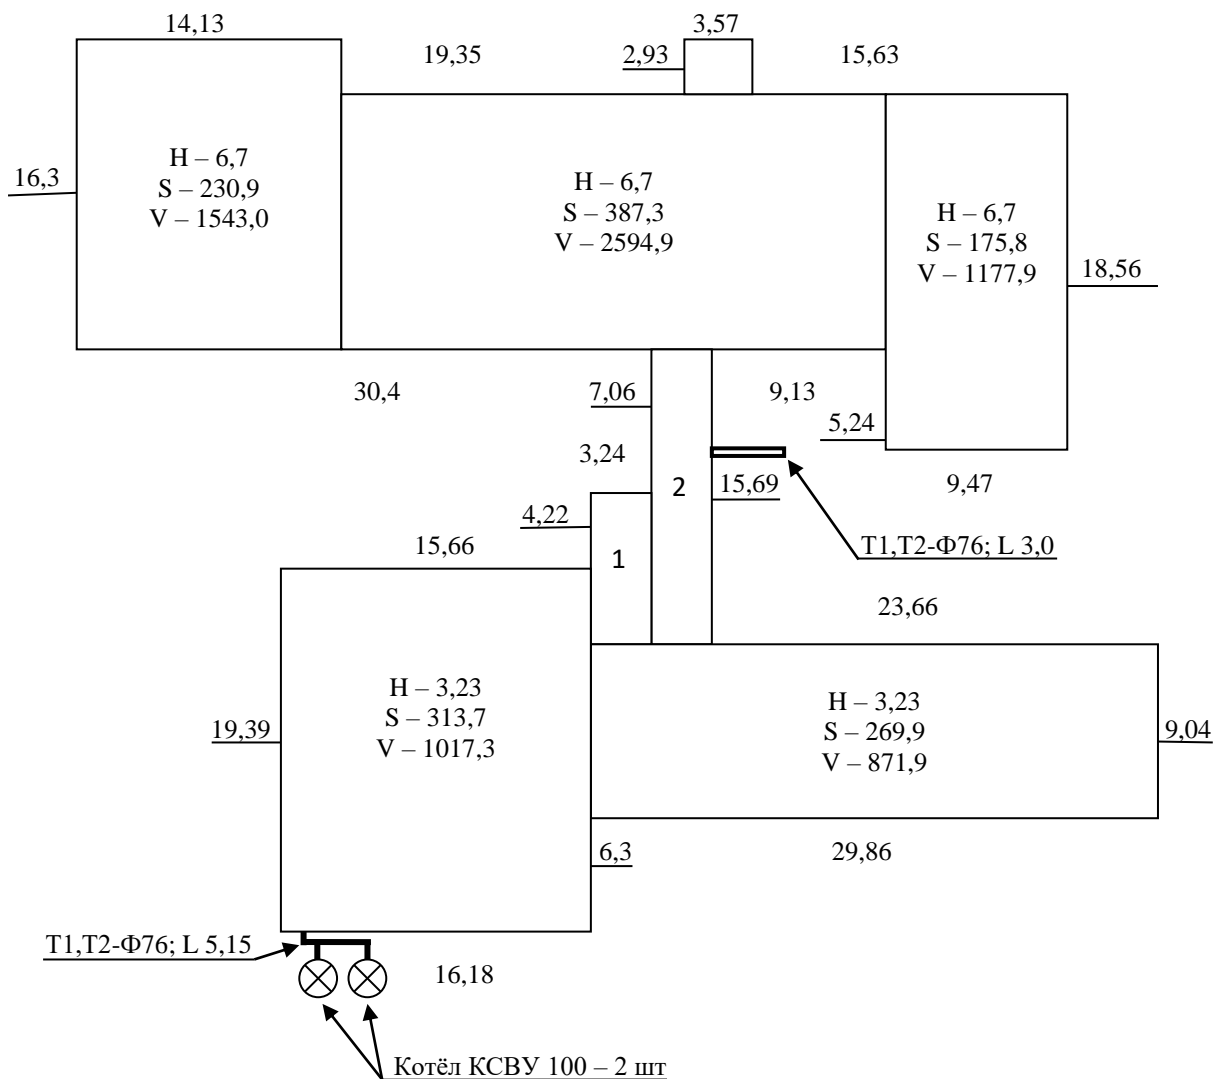 14,13
3,57
19,35
2,93
15,63
16,3
H – 6,7
S – 230,9
V – 1543,0
H – 6,7
S – 387,3
V – 2594,9
H – 6,7
S – 175,8
V – 1177,9
18,56
30,4
7,06
9,13
5,24
3,24
2
15,69
9,47
4,22
15,66
1
Т1,Т2-Ф76; L 3,0
23,66
H – 3,23
S – 313,7
V – 1017,3
H – 3,23
S – 269,9
V – 871,9
19,39
9,04
6,3
29,86
Т1,Т2-Ф76; L 5,15
16,18
Котёл КСВУ 100 – 2 шт